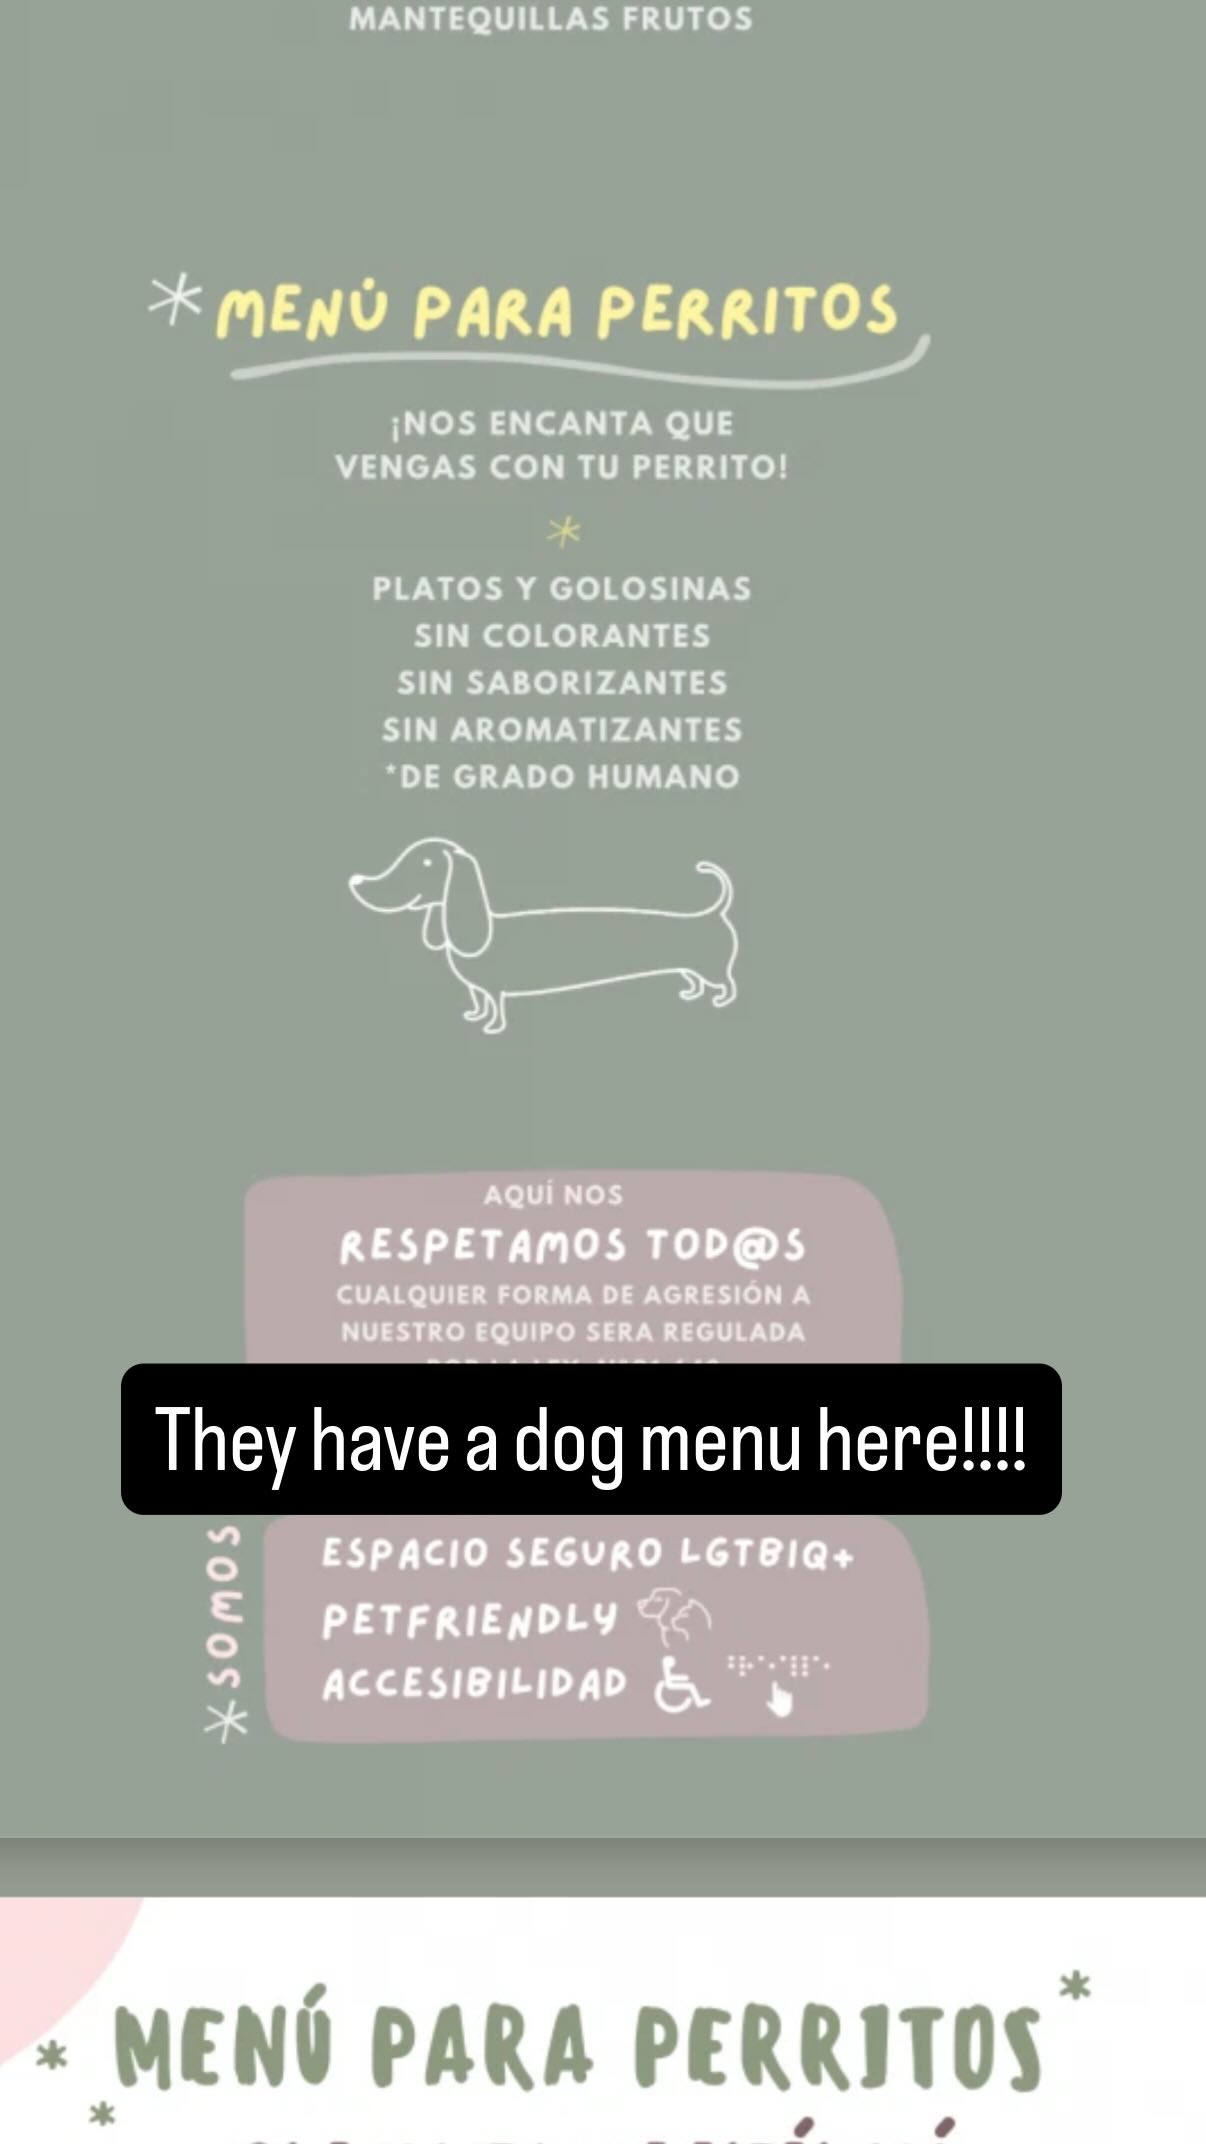 MANTEQUILLAS FRUTOS
*MENÚ PARA PERRITOS
¡NOS ENCANTA QUE
VENGAS CON TU PERRITO!
*
PLATOS Y GOLOSINAS
SIN COLORANTES
SIN SABORIZANTES
SIN AROMATIZANTES
*DE GRADO HUMANO
AQUÍ NOS
RESPETAMOS TOD@S
CUALQUIER FORMA DE AGRESIÓN A
NUESTRO EQUIPO SERA REGULADA
They have a dog menu here!!!!
*SOMOS
ESPACIO SEGURO LGTBIQ+
PETFRIENDLY
ACCESIBILIDAD
* MENÚ PARA PERRITOS *
*